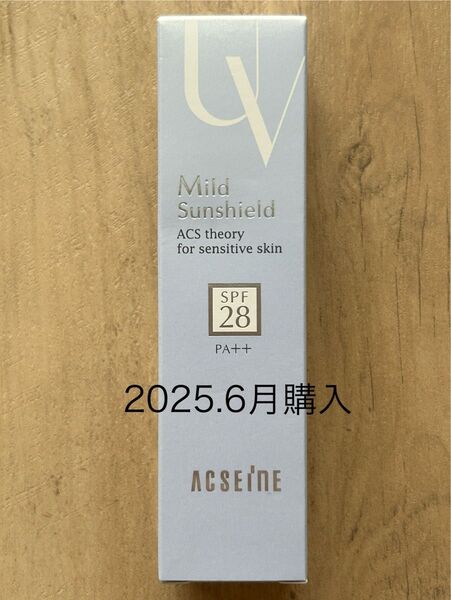 UV
Mild
Sunshield
ACS theory
for sensitive skin
SPF
28
PA++
2025.6月購入
ACSEINE